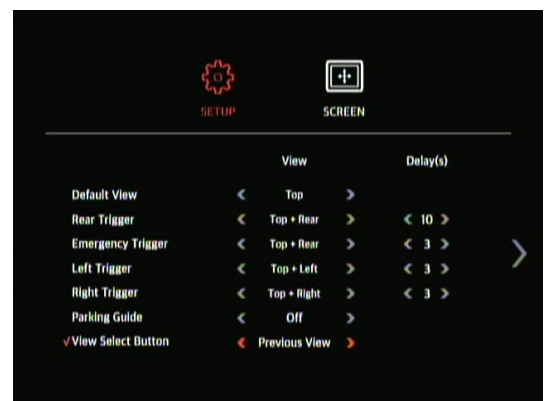 SETUP SCREEN
View Delay(s)
Default View < Top >
Rear Trigger < Top + Rear > < 10 >
Emergency Trigger < Top + Rear > < 3 >
Left Trigger < Top + Left > < 3 >
Right Trigger < Top + Right > < 3 >
Parking Guide < Off >
√View Select Button < Previous View >